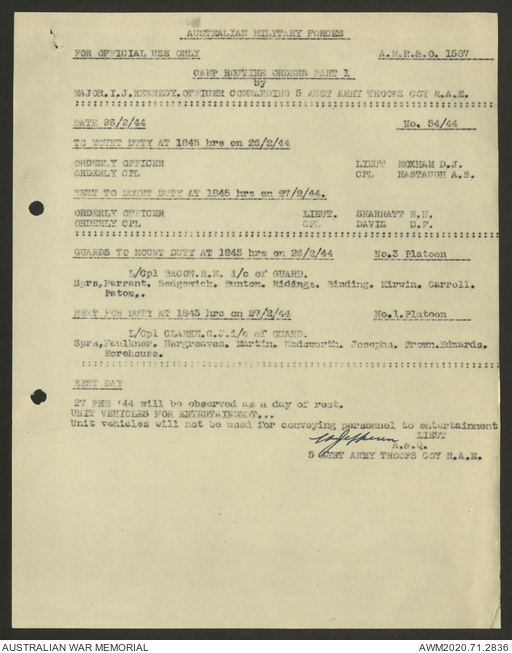 AUSTRALIAN MILITARY FORCES
FOR OFFICIAL USE ONLY A.M.R.&O. 1587
CAMP ROUTINE ORDERS PART 1
by
MAJOR.I.J.KENNEDY.OFFICER COMMANDING 5 AUST ARMY TROOPS COY R.A.E.
DATE 26/2/44 No. 54/44
TO MOUNT DUTY AT 1845 hrs on 26/2/44
ORDERLY OFFICER LIEUT MOXHAM D.J.
ORDERLY CPL CPL HASTAUGH A.S.
NEXT TO MOUNT DUTY AT 1845 hrs on 27/2/44.
ORDERLY OFFICER LIEUT. SHARRATT E.H.
ORDERLY CPL CPL DAVIS D.F.
GUARDS TO MOUNT DUTY AT 1845 hrs on 26/2/44 No.3 Platoon
L/Cpl BACON.R.M. i/c of GUARD.
Sprs,Parrant. Sedgewick. Bunton. Ridings. Binding. Kirwin. Carroll.
Paton,.
NEXT FOR DUTY AT 1845 hrs on 27/2/44 No.1.Platoon
L/Cpl CLARKE.G.J.i/c of GUARD.
Sprs,Faulkner. Hargreaves. Martin. Wadsworth. Josephs. Brown.Edwards.
Morehouse.
REST DAY
27 FEB '44 will be observed as a day of rest.
UNIT VEHICLES FOR ENTERTAINMENT...
Unit vehicles will not be used for conveying personnel to entertainment
LIEUT
A.&.Q.
5 AUST ARMY TROOPS COY R.A.E.
AUSTRALIAN WAR MEMORIAL AWM2020.71.2836